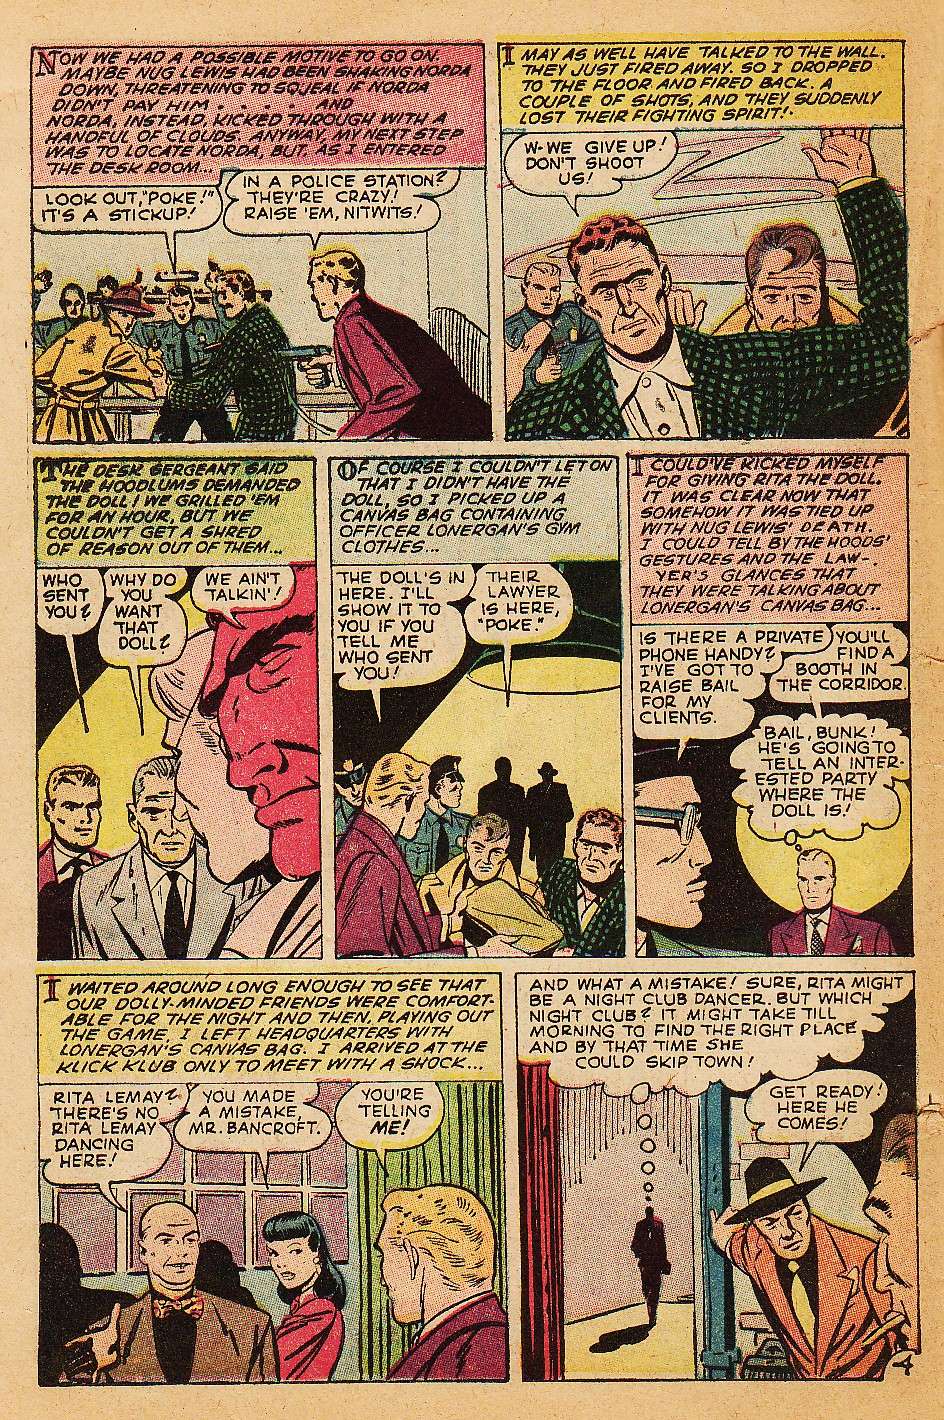 NOW WE HAD A POSSIBLE MOTIVE TO GO ON.
MAYBE NUG LEWIS HAD BEEN SHAKING NORDA
DOWN, THREATENING TO SQUEAL IF NORDA
DIDN'T PAY HIM . . . . AND
NORDA, INSTEAD, KICKED THROUGH WITH A
HANDFUL OF CLOUDS. ANYWAY, MY NEXT STEP
WAS TO LOCATE NORDA, BUT, AS I ENTERED
THE DESK ROOM...
LOOK OUT, "POKE!"
IT'S A STICKUP!
IN A POLICE STATION?
THEY'RE CRAZY!
RAISE 'EM, NITWITS!
I MAY AS WELL HAVE TALKED TO THE WALL.
THEY JUST FIRED AWAY. SO I DROPPED
TO THE FLOOR AND FIRED BACK. A
COUPLE OF SHOTS, AND THEY SUDDENLY
LOST THEIR FIGHTING SPIRIT!
W-WE GIVE UP!
DON'T SHOOT
US!
THE DESK SERGEANT SAID
THE HOODLUMS DEMANDED
THE DOLL! WE GRILLED 'EM
FOR AN HOUR, BUT WE
COULDN'T GET A SHRED
OF REASON OUT OF THEM...
WHO
SENT
YOU?
WHY DO
YOU
WANT
THAT
DOLL?
WE AIN'T
TALKIN'!
OF COURSE I COULDN'T LET ON
THAT I DIDN'T HAVE THE
DOLL, SO I PICKED UP A
CANVAS BAG CONTAINING
OFFICER LONERGAN'S GYM
CLOTHES...
THE DOLL'S IN
HERE. I'LL
SHOW IT TO
YOU IF YOU
TELL ME
WHO SENT
YOU!
THEIR
LAWYER
IS HERE,
"POKE."
I COULD'VE KICKED MYSELF
FOR GIVING RITA THE DOLL.
IT WAS CLEAR NOW THAT
SOMEHOW IT WAS TIED UP
WITH NUG LEWIS' DEATH.
I COULD TELL BY THE HOODS'
GESTURES AND THE LAW-
YER'S GLANCES THAT
THEY WERE TALKING ABOUT
LONERGAN'S CANVAS BAG...
IS THERE A PRIVATE
PHONE HANDY?
I'VE GOT TO
RAISE BAIL
FOR MY
CLIENTS.
YOU'LL
FIND A
BOOTH IN
THE CORRIDOR.
BAIL, BUNK!
HE'S GOING TO
TELL AN INTER-
ESTED PARTY
WHERE THE
DOLL IS!
I WAITED AROUND LONG ENOUGH TO SEE THAT
OUR DOLLY-MINDED FRIENDS WERE COMFORT-
ABLE FOR THE NIGHT AND THEN, PLAYING OUT
THE GAME, I LEFT HEADQUARTERS WITH
LONERGAN'S CANVAS BAG. I ARRIVED AT THE
KLICK KLUB ONLY TO MEET WITH A SHOCK...
RITA LEMAY?
THERE'S NO
RITA LEMAY
DANCING
HERE!
YOU MADE
A MISTAKE,
MR. BANCROFT.
YOU'RE
TELLING
ME!
AND WHAT A MISTAKE! SURE, RITA MIGHT
BE A NIGHT CLUB DANCER. BUT WHICH
NIGHT CLUB? IT MIGHT TAKE TILL
MORNING TO FIND THE RIGHT PLACE
AND BY THAT TIME SHE
COULD SKIP TOWN!
GET READY!
HERE HE
COMES!
4